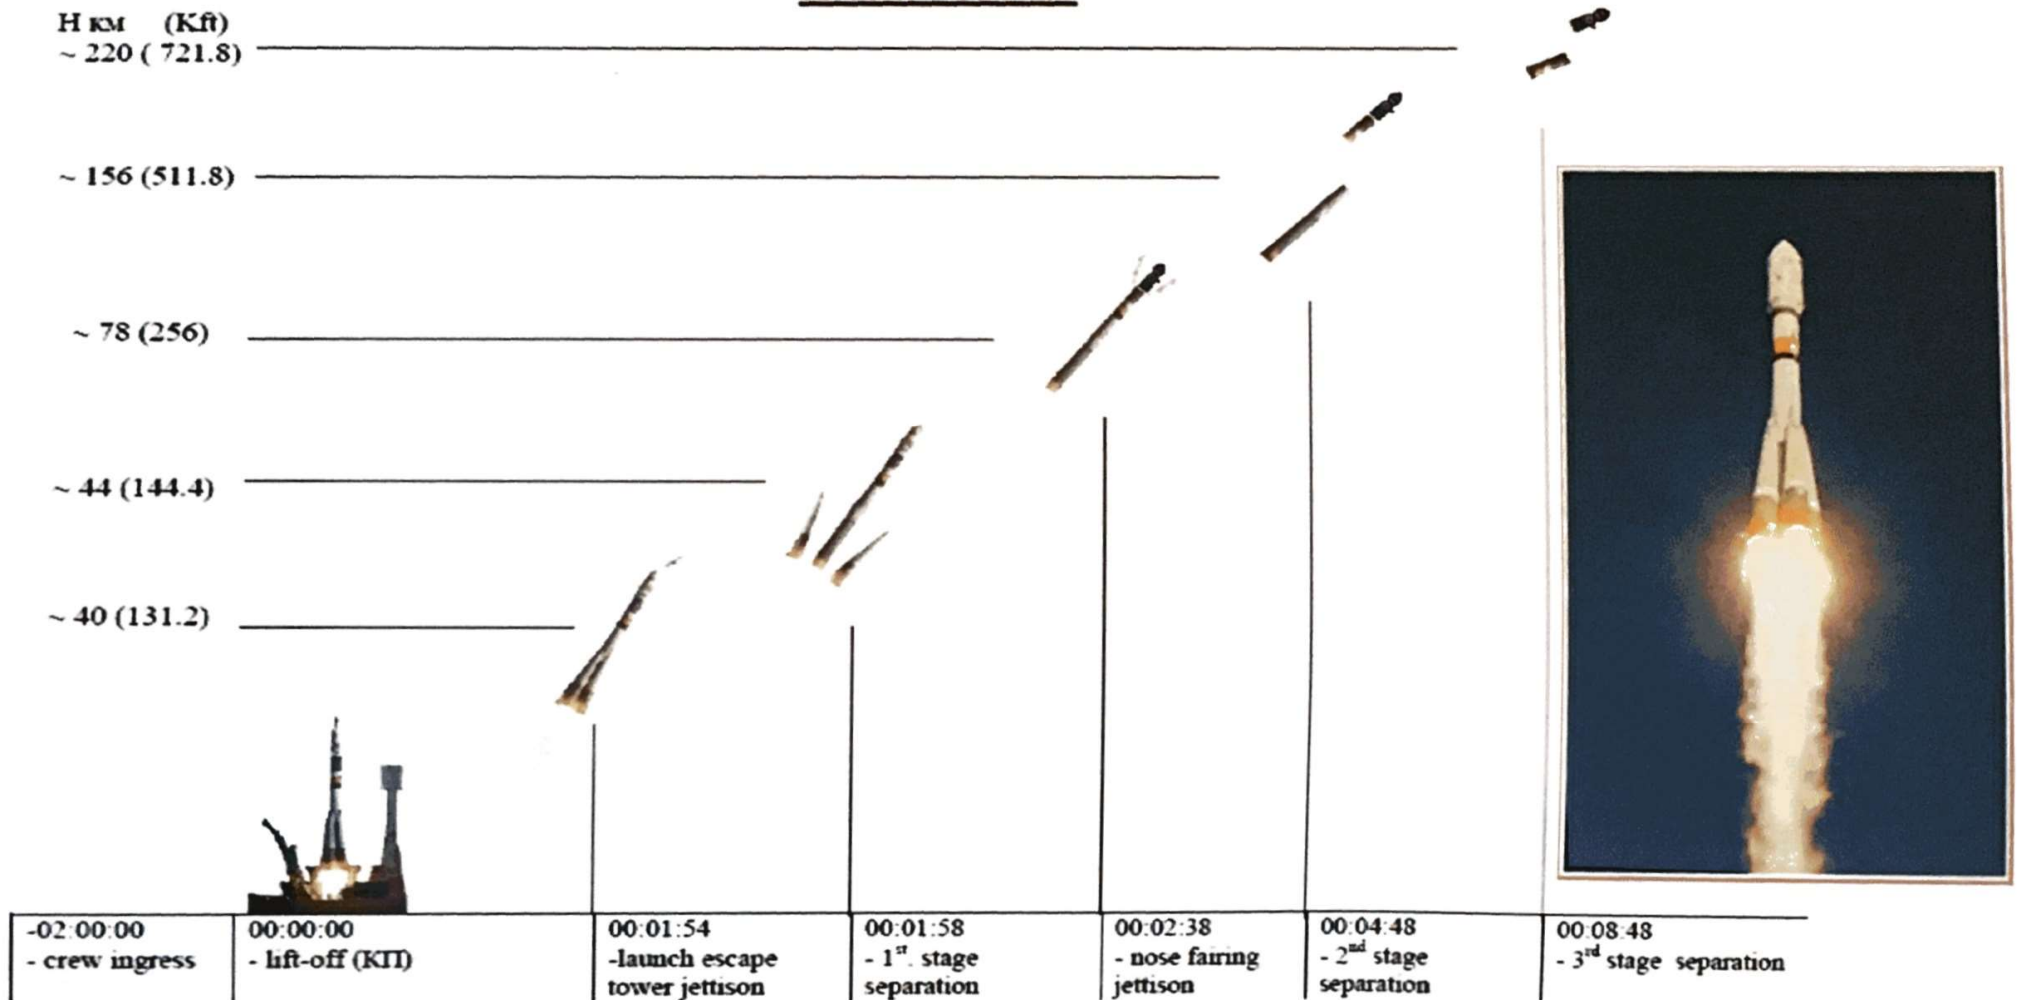 Н км (Kft)
~ 220 ( 721.8)
~ 156 (511.8)
~ 78 (256)
~ 44 (144.4)
~ 40 (131.2)
-02:00:00
- crew ingress
00:00:00
- lift-off (КП)
00:01:54
-launch escape
tower jettison
00:01:58
- 1st. stage
separation
00:02:38
- nose fairing
jettison
00:04:48
- 2nd stage
separation
00:08:48
- 3rd stage separation